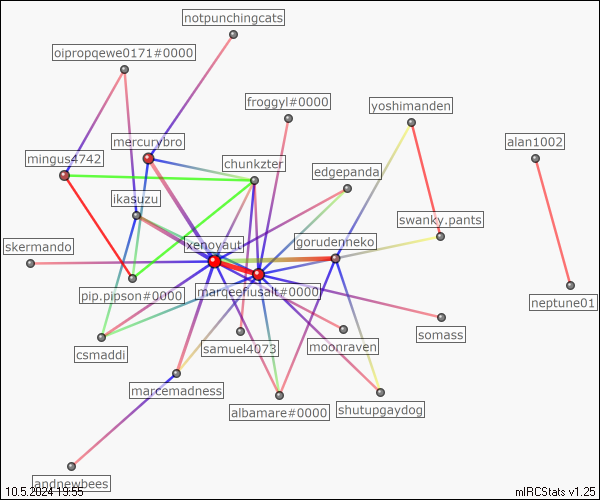 notpunchingcats
oipropqewe0171#0000
froggyl#0000
yoshimanden
mercurybro
alan1002
mingus4742
chunkzter
edgepanda
ikasuzu
swanky.pants
skermando
xenoyaut
gorudenneko
pip.pipson#0000
marqeefiusalt#0000
neptune01
csmaddi
samuel4073
moonraven
somass
marcemadness
albamare#0000
shutupgaydog
andnewbees
10.5.2024 19:55
mIRCStats v1.25